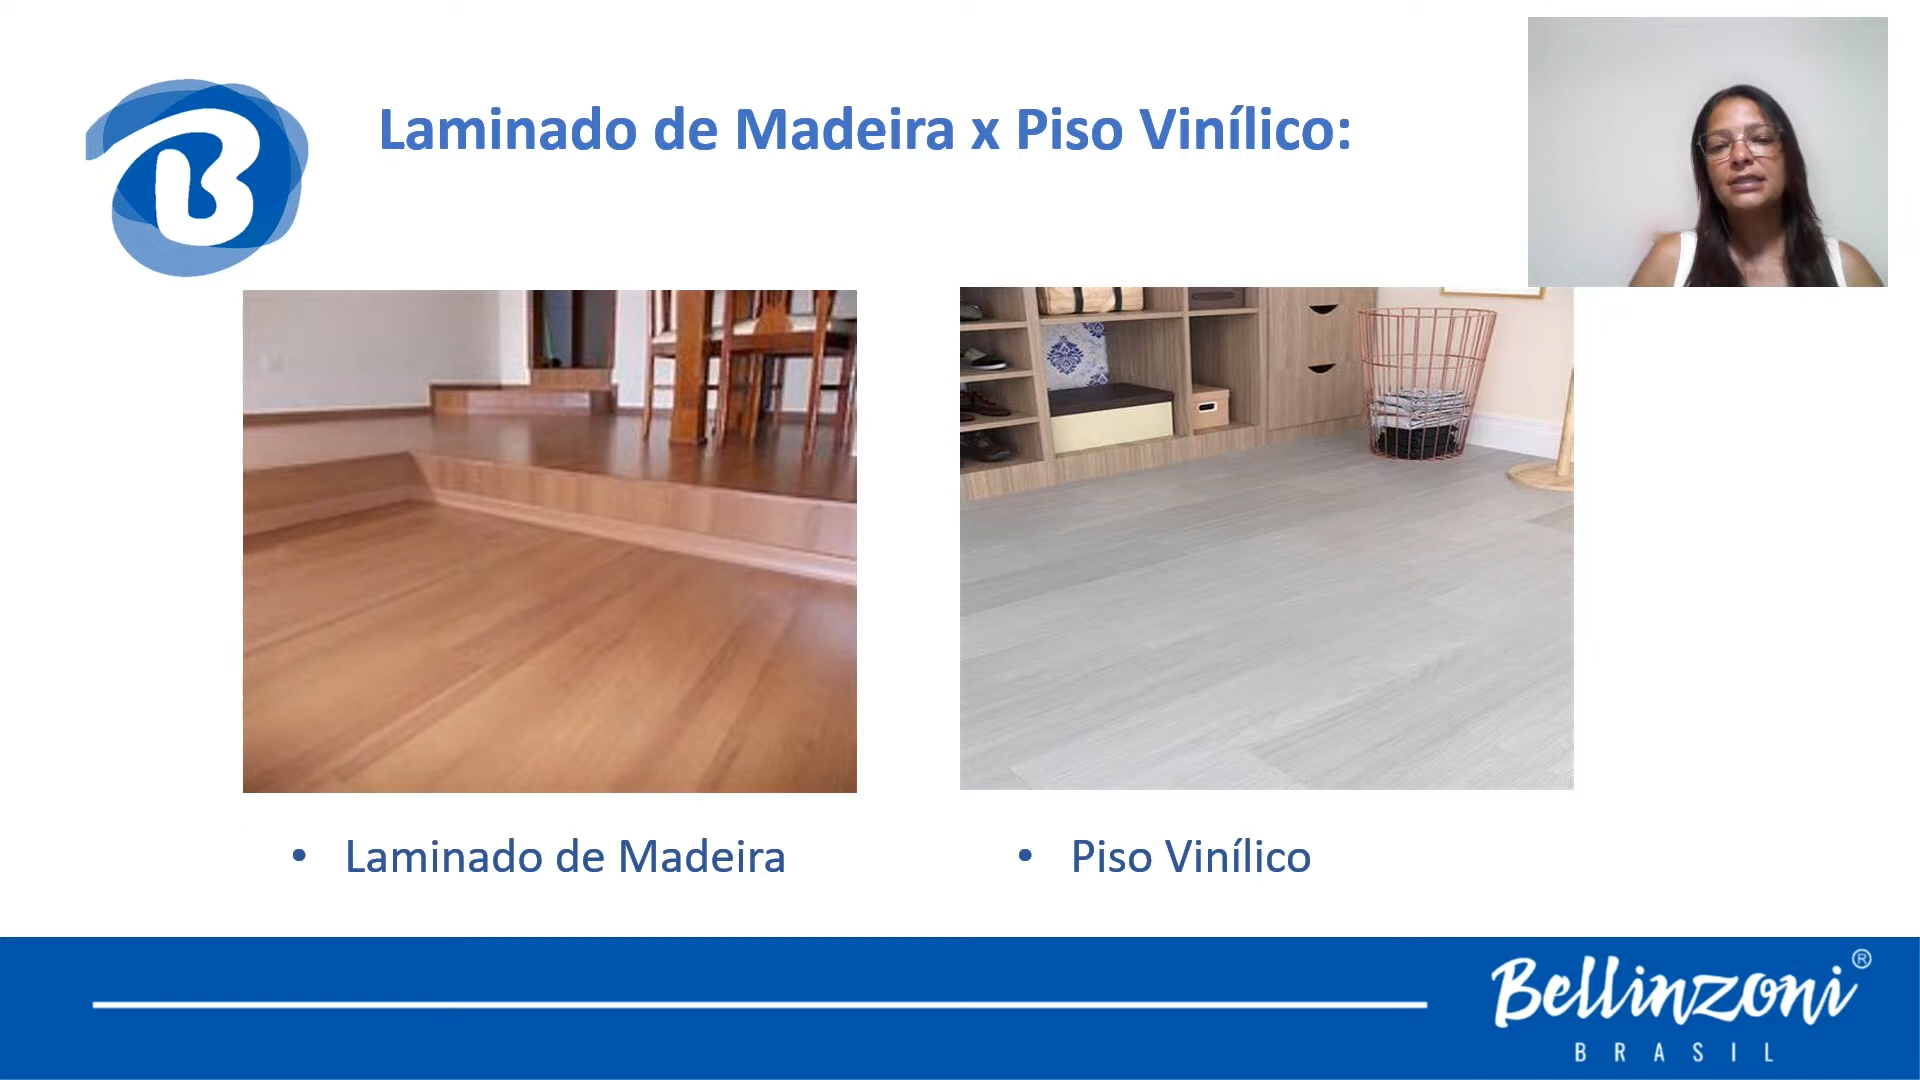 Laminado de Madeira x Piso Vinílico:
B
• Laminado de Madeira
• Piso Vinílico
Bellinzoni®
BRASIL